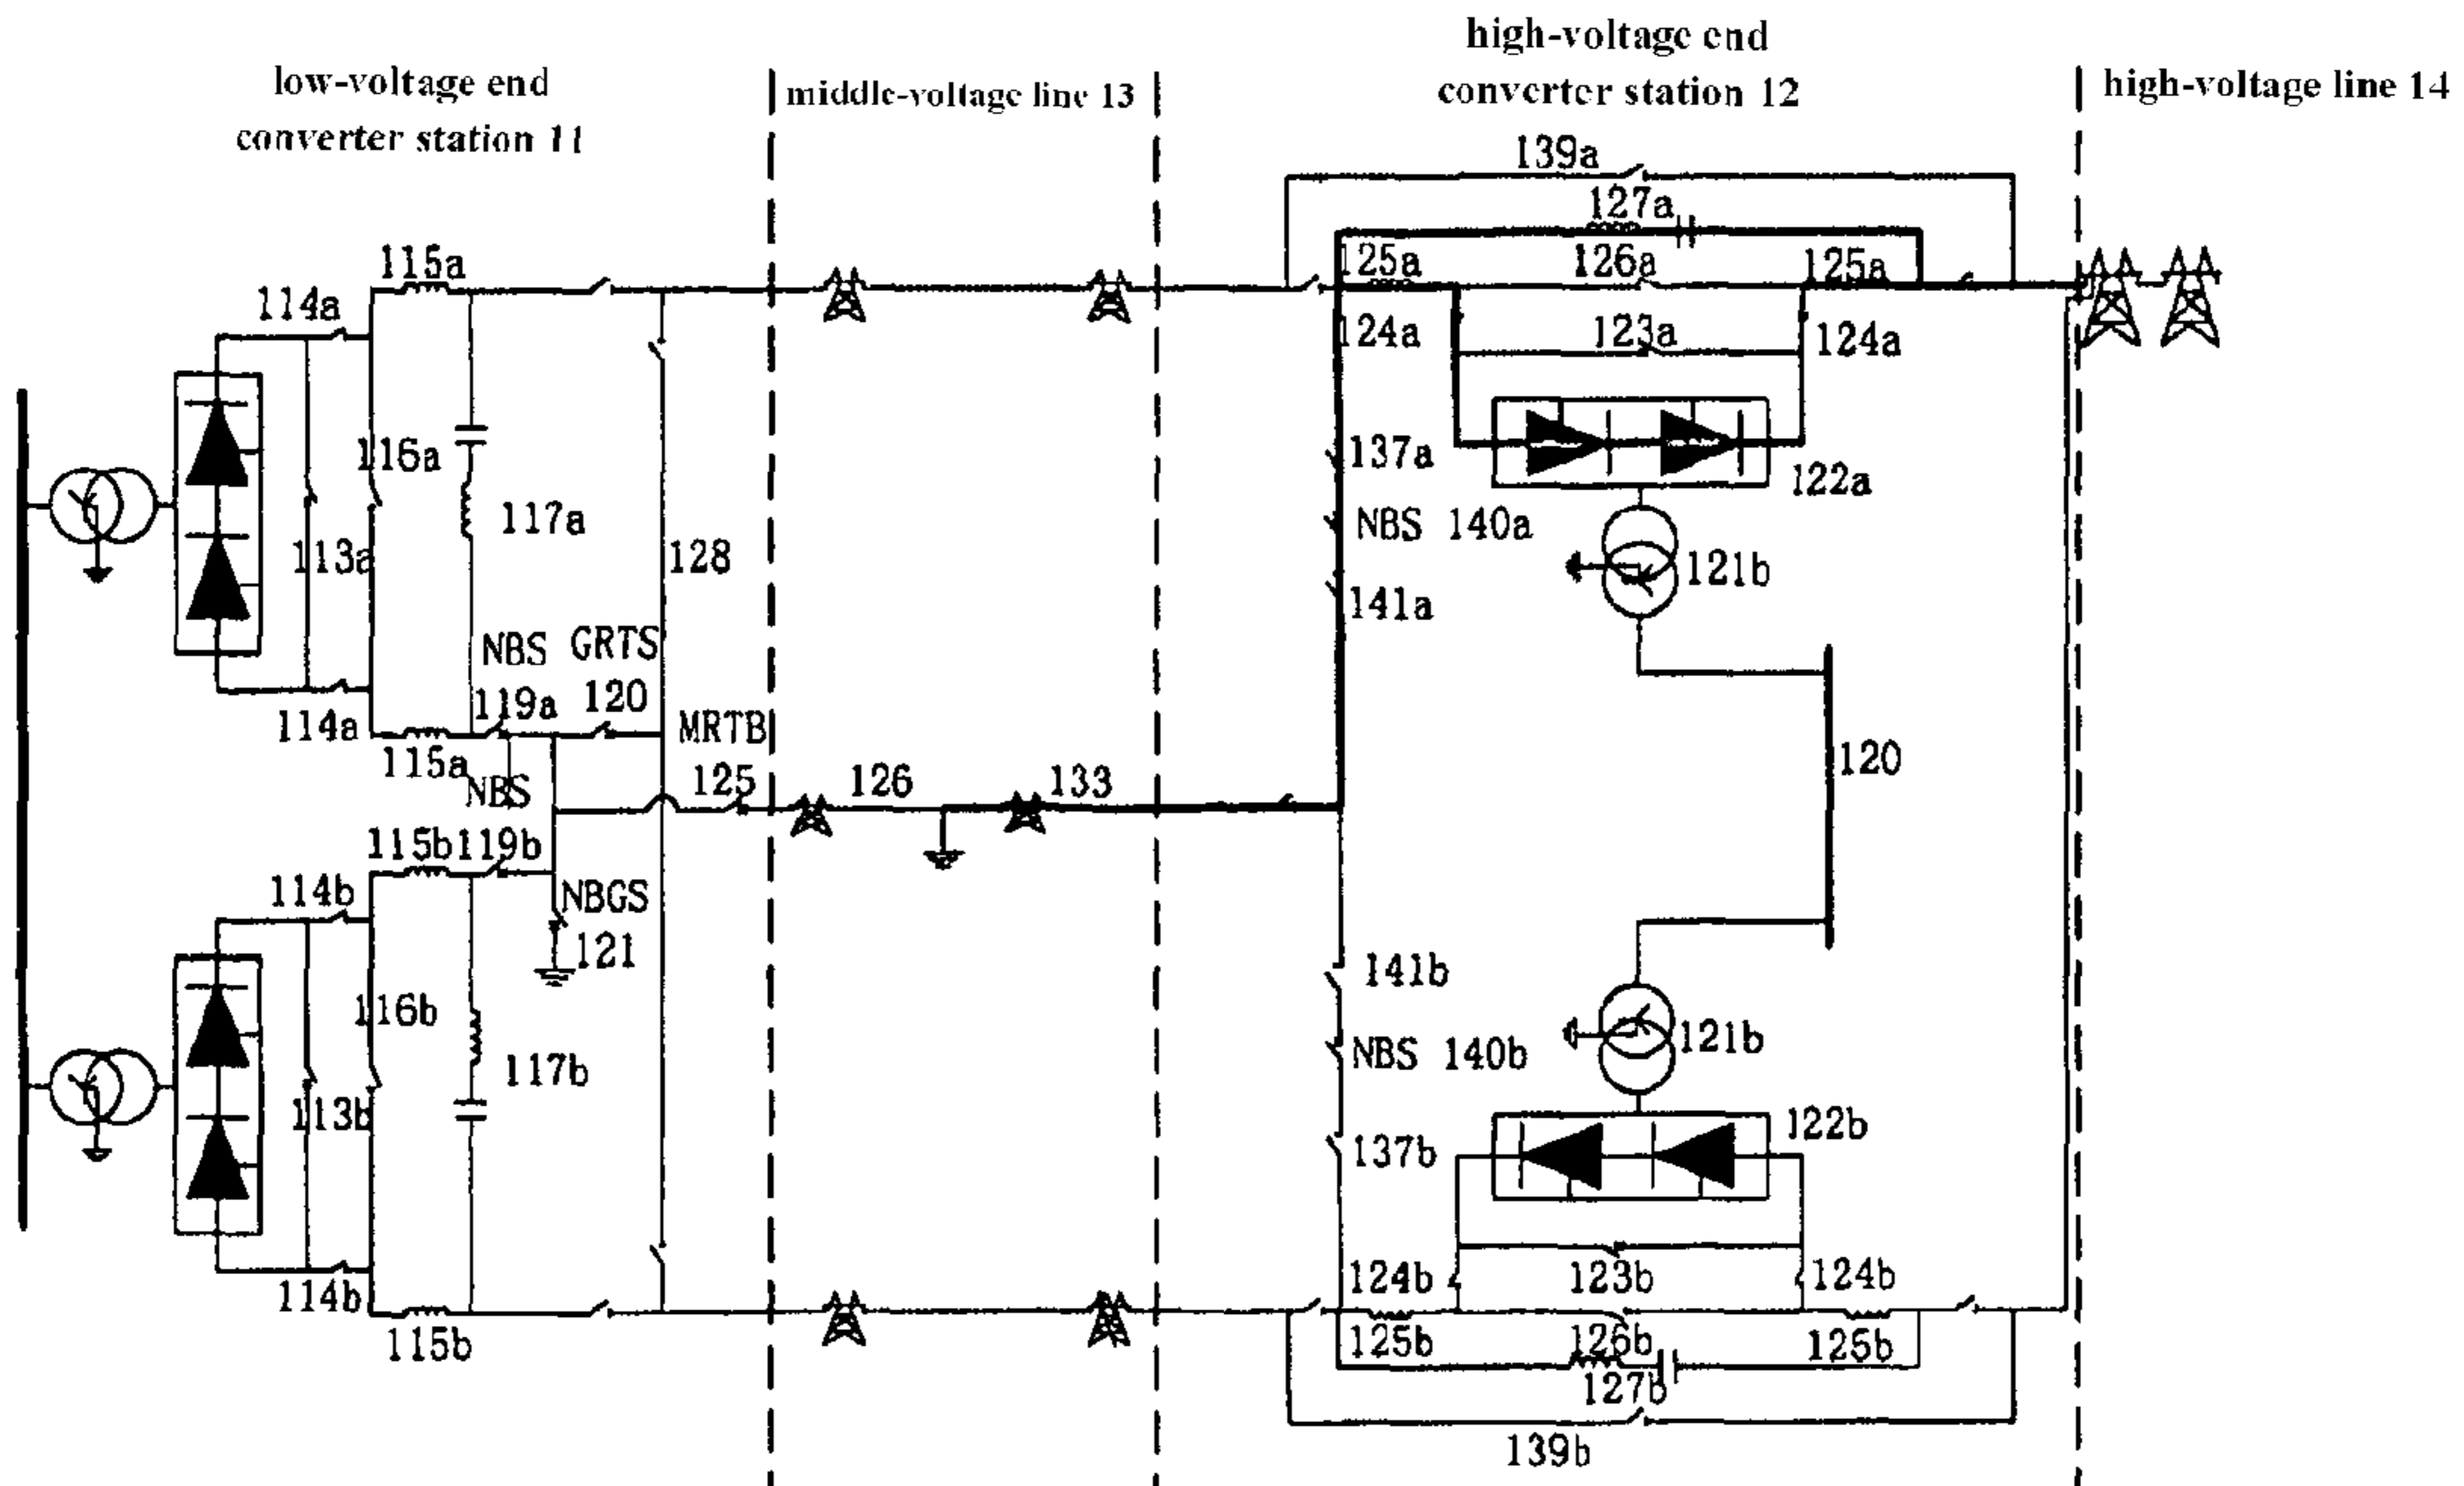 high-voltage end
converter station 12
low-voltage end
converter station 11
middle-voltage line 13
high-voltage line 14
139a
127a
115a
125a
126a
125a
114a
124a
123a
124a
116a
137a
122a
117a
NBS 140a
113a
128
121b
141a
NBS GRTS
119a
120
114a
MRTB
115a
120
NBS
125
126
133
115b
119b
114b
NBGS
121
141b
116b
NBS 140b
121b
117b
113b
122b
137b
124b
123b
124b
114b
115b
125b
126b
125b
127b
139b